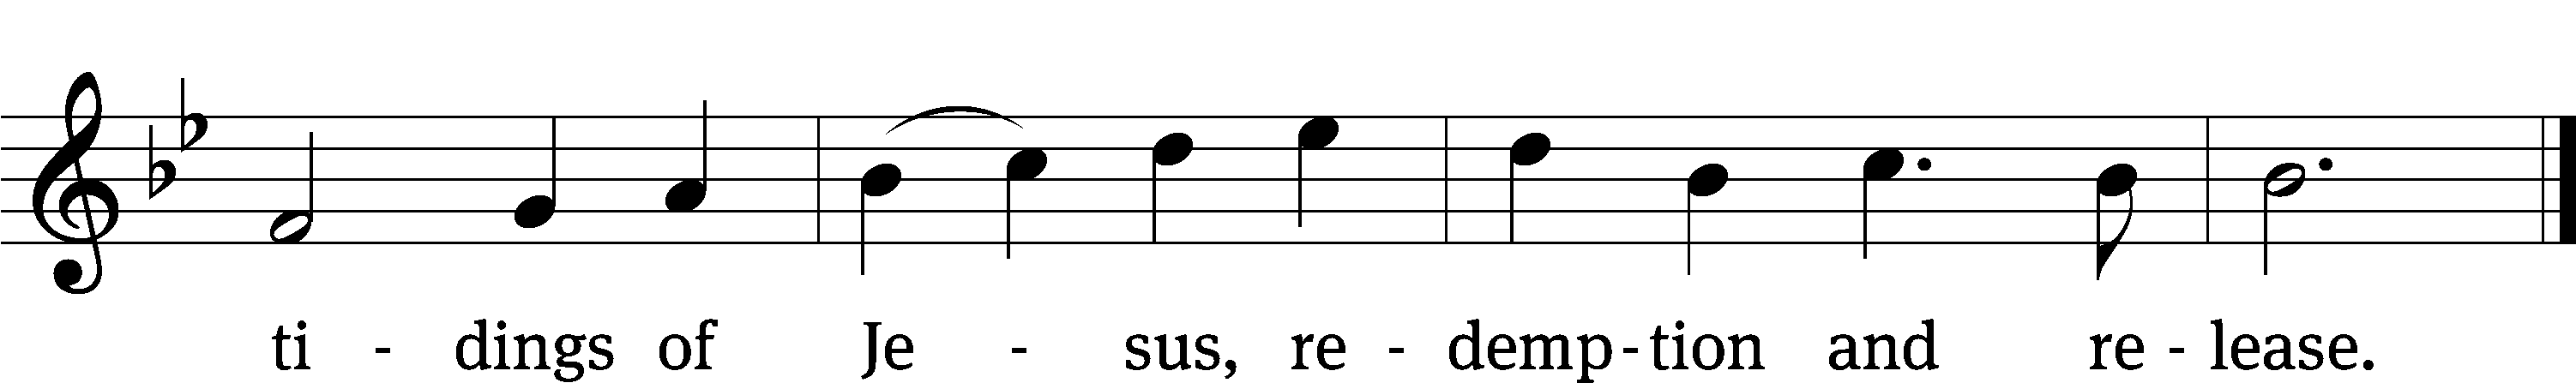 ti - dings of Je - sus, re - demp - tion and re - lease.